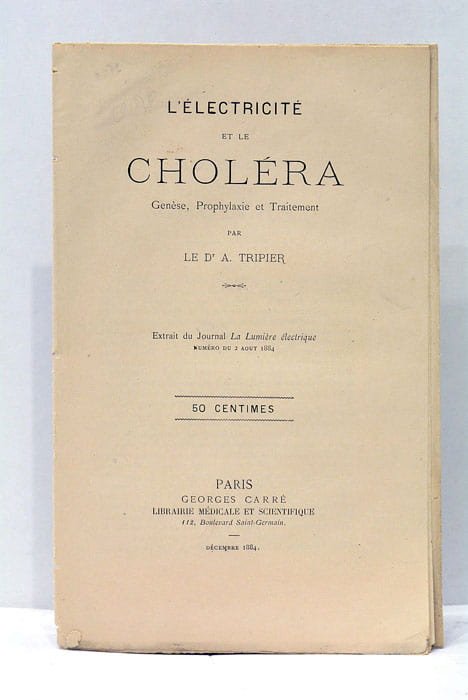 L'ÉLECTRICITÉ
ET LE
CHOLÉRA
Genèse, Prophylaxie et Traitement
PAR
LE Dr A. TRIPIER
Extrait du Journal La Lumière électrique
NUMÉRO DU 2 AOUT 1884
50 CENTIMES
PARIS
GEORGES CARRÉ
LIBRAIRIE MÉDICALE ET SCIENTIFIQUE
112, Boulevard Saint-Germain.
DÉCEMBRE 1884.